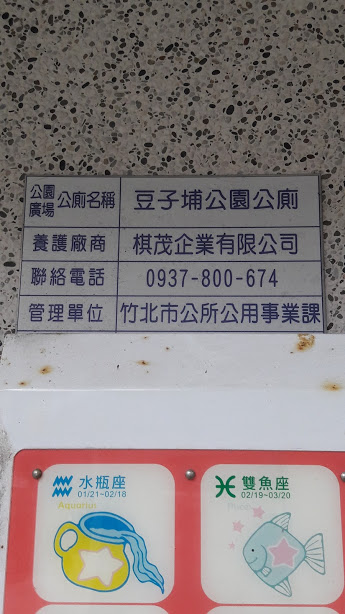 公園廣場 公廁名稱 豆子埔公園公廁
養護廠商 棋茂企業有限公司
聯絡電話 0937-800-674
管理單位 竹北市公所公用事業課
水瓶座
01/21~02/18
Aquarius
雙魚座
02/19~03/20
Pisces